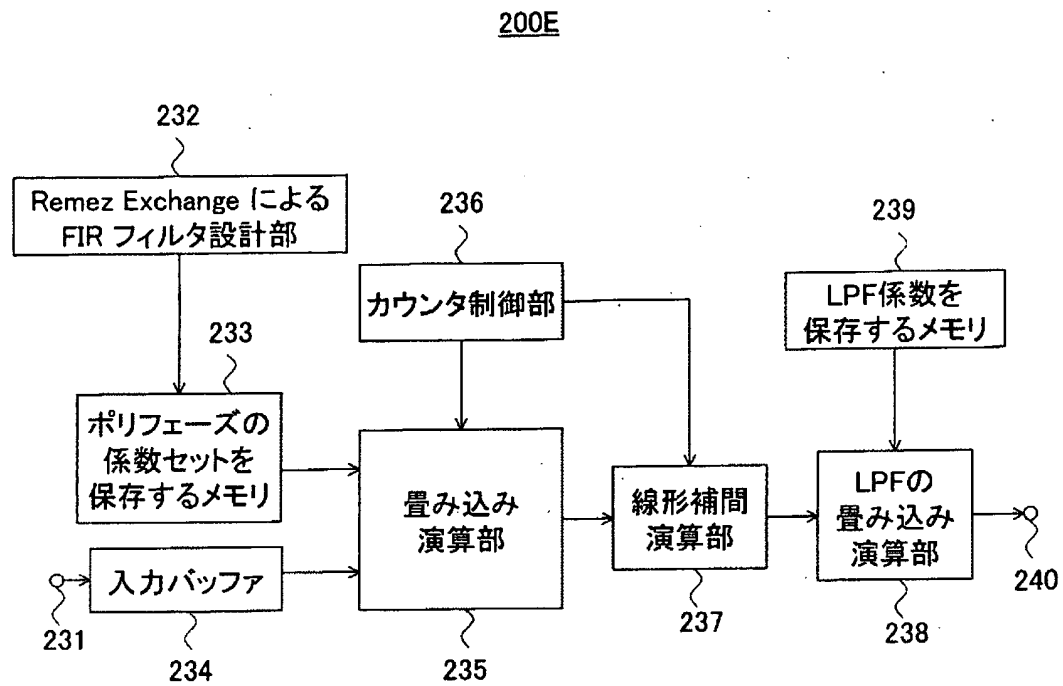 200E
232
Remez Exchange による
FIR フィルタ設計部
236
カウンタ制御部
239
LPF係数を
保存するメモリ
233
ポリフェーズの
係数セットを
保存するメモリ
畳み込み
演算部
線形補間
演算部
LPFの
畳み込み
演算部
入力バッファ
231
234
235
237
238
240